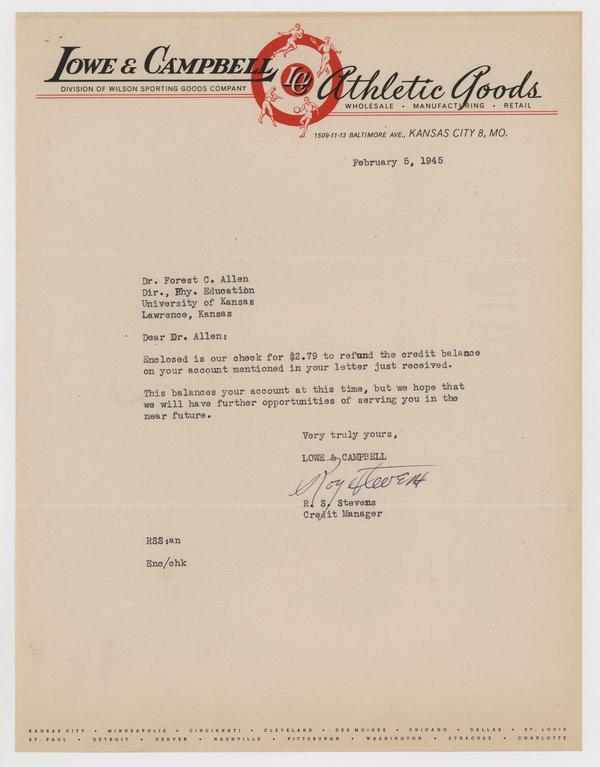 LOWE & CAMPBELL LC Athletic Goods
DIVISION OF WILSON SPORTING GOODS COMPANY
WHOLESALE • MANUFACTURING • RETAIL
1509-11-13 BALTIMORE AVE., KANSAS CITY 8, MO.
February 5, 1945
Dr. Forest C. Allen
Dir., Phy. Education
University of Kansas
Lawrence, Kansas
Dear Dr. Allen:
Enclosed is our check for $2.79 to refund the credit balance
on your account mentioned in your letter just received.
This balances your account at this time, but we hope that
we will have further opportunities of serving you in the
near future.
Very truly yours,
LOWE & CAMPBELL
Roy Stevens
R. S. Stevens
Credit Manager
RSS:an
Enc/chk
KANSAS CITY • MINNEAPOLIS • CINCINNATI • CLEVELAND • DES MOINES • CHICAGO • DALLAS • ST. LOUIS
ST. PAUL • DETROIT • DENVER • NASHVILLE • PITTSBURGH • WASHINGTON • SYRACUSE • CHARLOTTE